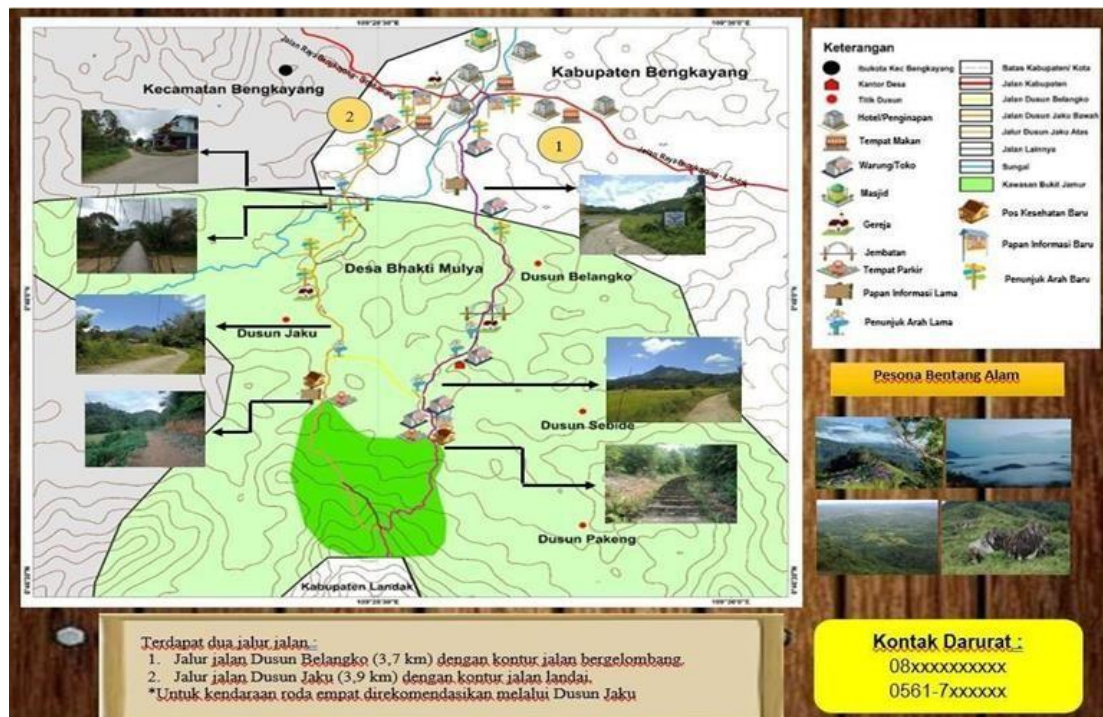 Kecamatan Bengkayang
Kabupaten Bengkayang
Jalan Raya Bengkayang - Landak
2
1
Desa Bhakti Mulya
Dusun Belangko
Dusun Jaku
Dusun Sebide
Dusun Pakeng
Kabupaten Landak
Keterangan
Ibukota Kec Bengkayang
Kantor Desa
Titik Dusun
Hotel/Penginapan
Tempat Makan
Warung/Toko
Masjid
Gereja
Jembatan
Tempat Parkir
Papan Informasi Lama
Penunjuk Arah Lama
Batas Kabupaten/ Kota
Jalan Kabupaten
Jalan Dusun Belangko
Jalan Dusun Jaku Bawah
Jalur Dusun Jaku Atas
Jalan Lainnya
Sungai
Kawasan Bukit Jamur
Pos Kesehatan Baru
Papan Informasi Baru
Penunjuk Arah Baru
Pesona Bentang Alam
Terdapat dua jalur jalan :
1. Jalur jalan Dusun Belangko (3,7 km) dengan kontur jalan bergelombang.
2. Jalur jalan Dusun Jaku (3,9 km) dengan kontur jalan landai.
*Untuk kendaraan roda empat direkomendasikan melalui Dusun Jaku
Kontak Darurat :
08xxxxxxxxxx
0561-7xxxxxx